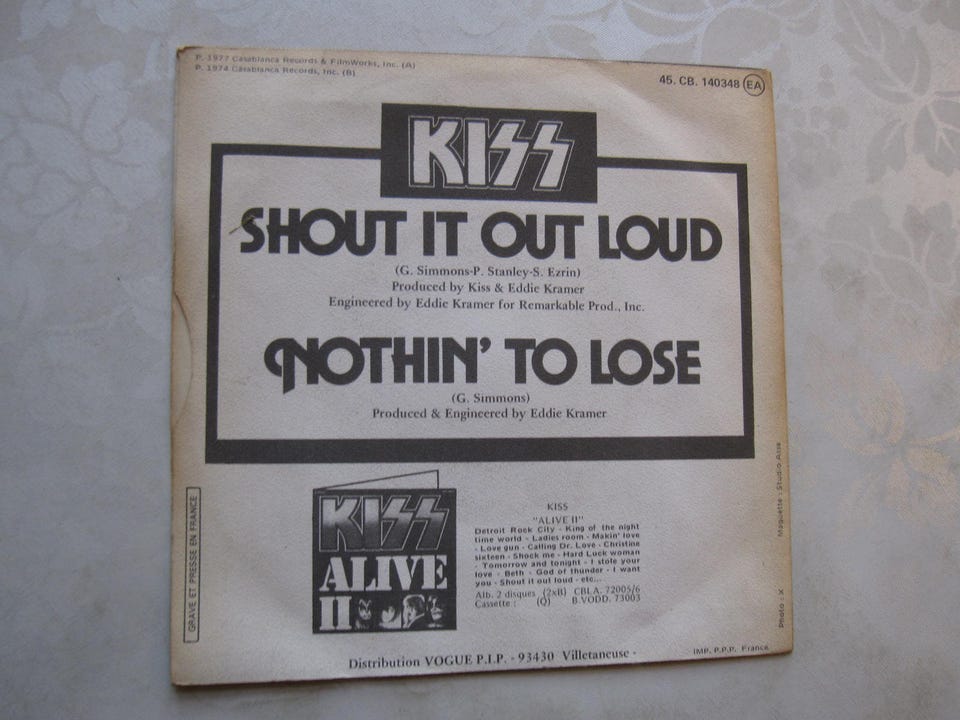 P. 1977 Casablanca Records & FilmWorks, Inc. (A)
P. 1974 Casablanca Records, Inc. (B)
45. CB. 140348 EA
KISS
SHOUT IT OUT LOUD
(G. Simmons-P. Stanley-S. Ezrin)
Produced by Kiss & Eddie Kramer
Engineered by Eddie Kramer for Remarkable Prod., Inc.
NOTHIN' TO LOSE
(G. Simmons)
Produced & Engineered by Eddie Kramer
GRAVE ET PRESSE EN FRANCE
KISS
ALIVE
II
KISS
"ALIVE II"
Detroit Rock City - King of the night
time world - Ladies room - Makin' love
- Love gun - Calling Dr. Love - Christine
sixteen - Shock me - Hard Luck woman
- Tomorrow and tonight - I stole your
love - Beth - God of thunder - I want
you - Shout it out loud - etc...
Alb. 2 disques (2xB) CBLA. 72005/6
Cassette : (Q) B.VODD. 73003
Maquette : Studio Arse
Photo : X
Distribution VOGUE P.I.P. - 93430 Villetaneuse -
IMP. P.P.P. France